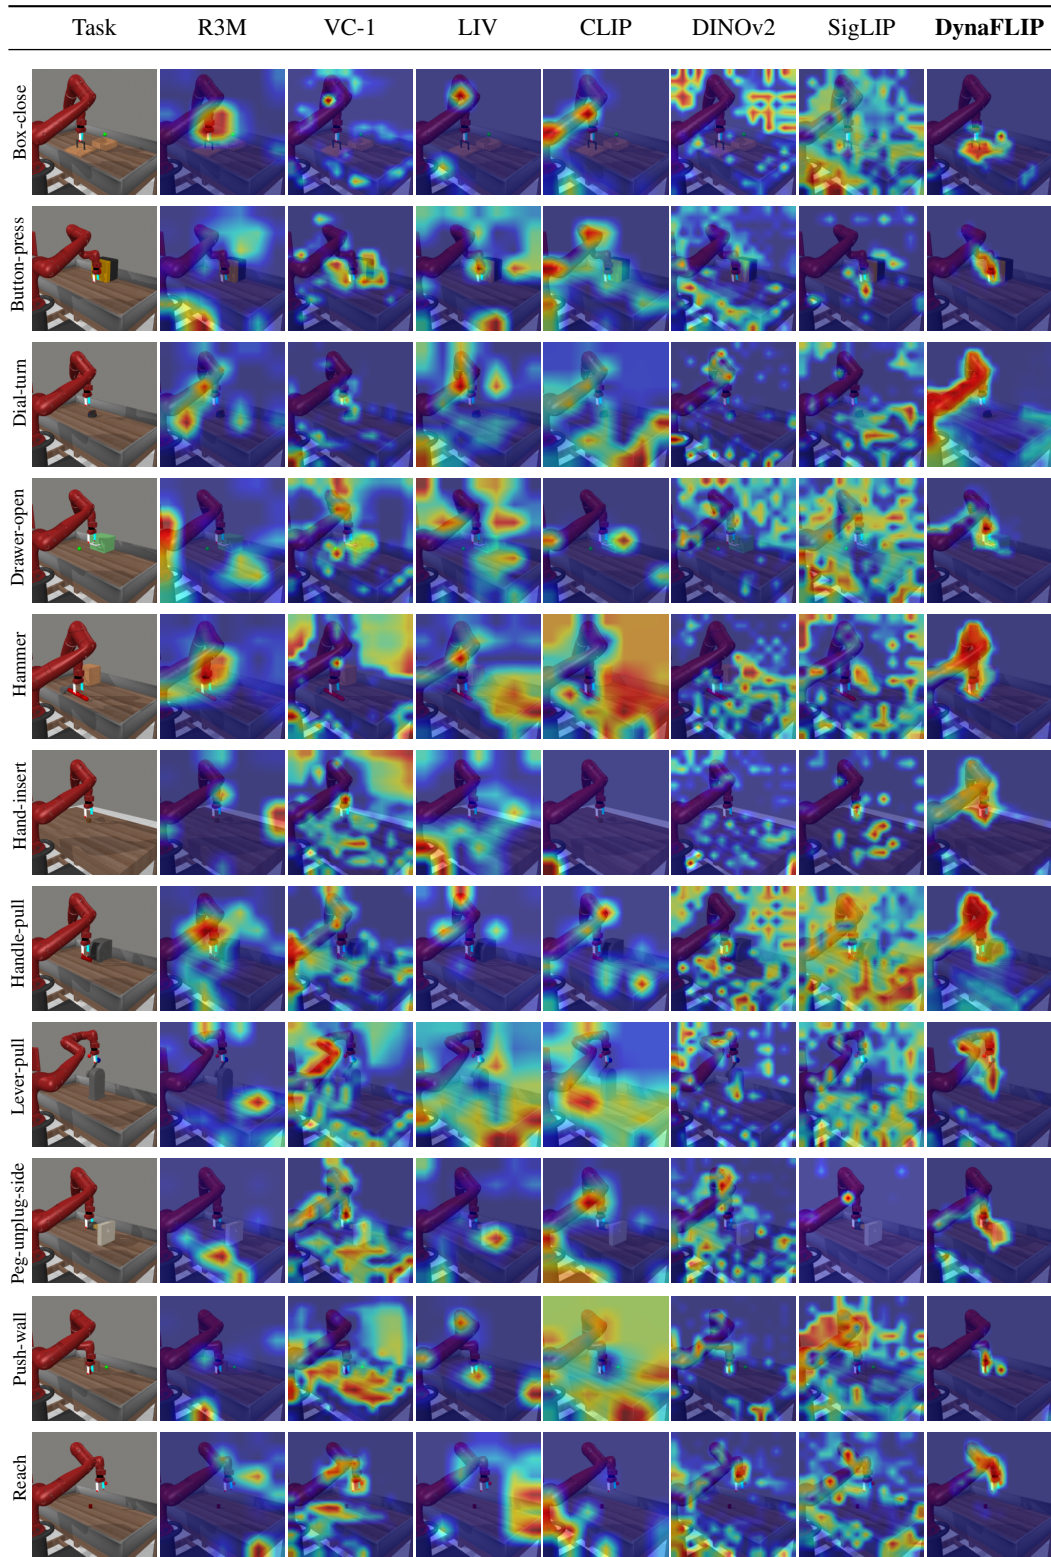 Task R3M VC-1 LIV CLIP DINOv2 SigLIP DynaFLIP
Box-close
Button-press
Dial-turn
Drawer-open
Hammer
Hand-insert
Handle-pull
Lever-pull
Peg-unplug-side
Push-wall
Reach